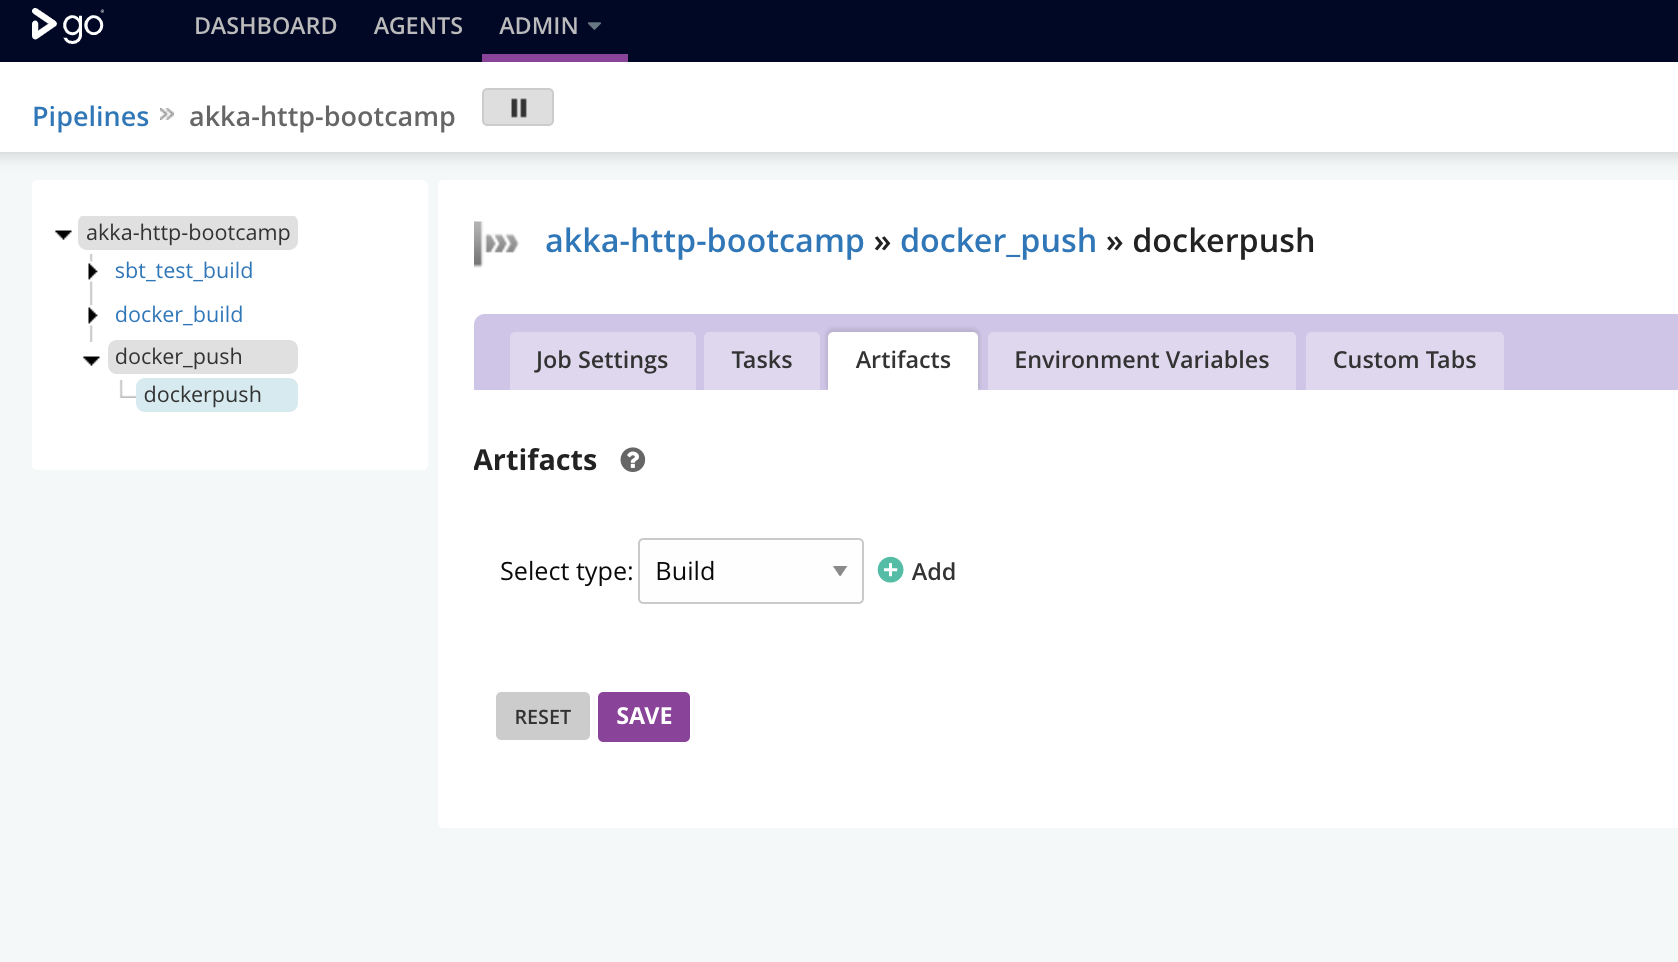 go DASHBOARD AGENTS ADMIN
Pipelines » akka-http-bootcamp
akka-http-bootcamp
sbt_test_build
docker_build
docker_push
dockerpush
akka-http-bootcamp » docker_push » dockerpush
Job Settings Tasks Artifacts Environment Variables Custom Tabs
Artifacts ?
Select type: Build Add
RESET SAVE